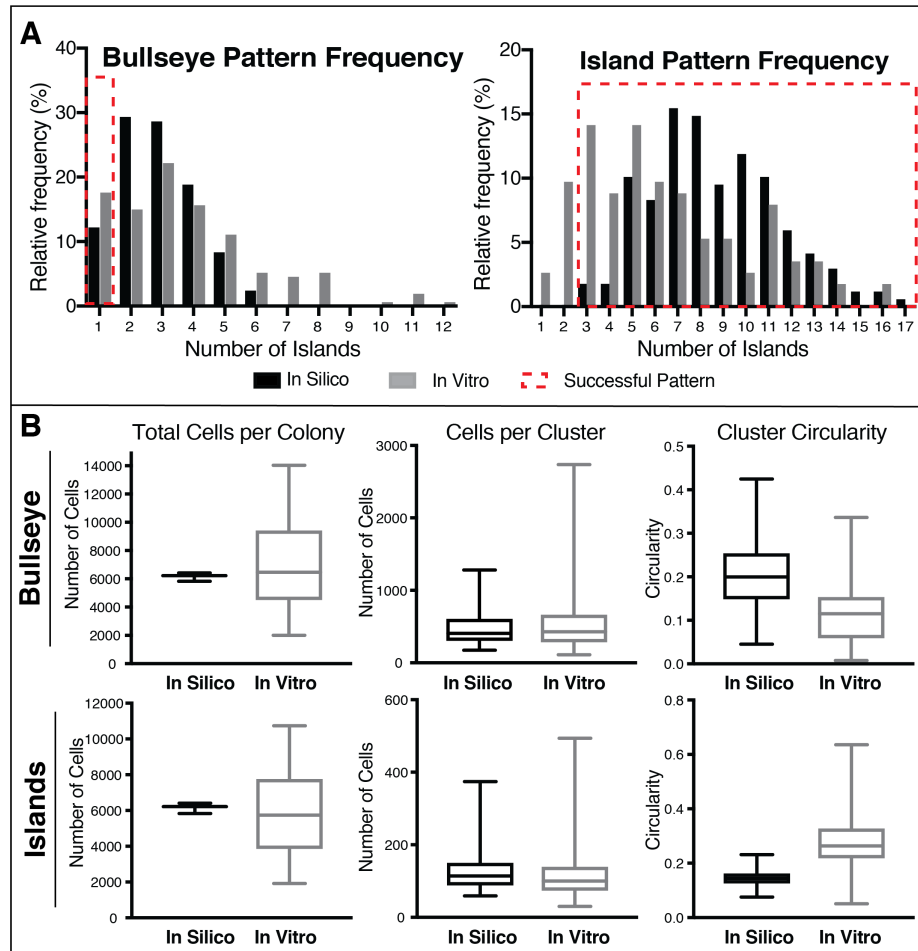 A
Bullseye Pattern Frequency
Relative frequency (%)
40
30
20
10
0
1 2 3 4 5 6 7 8 9 10 11 12
Number of Islands
Island Pattern Frequency
Relative frequency (%)
20
15
10
5
0
1 2 3 4 5 6 7 8 9 10 11 12 13 14 15 16 17
Number of Islands
In Silico In Vitro Successful Pattern
B
Bullseye
Total Cells per Colony
Number of Cells
14000
12000
10000
8000
6000
4000
2000
0
In Silico In Vitro
Cells per Cluster
Number of Cells
3000
2000
1000
0
In Silico In Vitro
Cluster Circularity
Circularity
0.5
0.4
0.3
0.2
0.1
0.0
In Silico In Vitro
Islands
Number of Cells
12000
10000
8000
6000
4000
2000
0
In Silico In Vitro
Number of Cells
600
400
200
0
In Silico In Vitro
Circularity
0.8
0.6
0.4
0.2
0.0
In Silico In Vitro